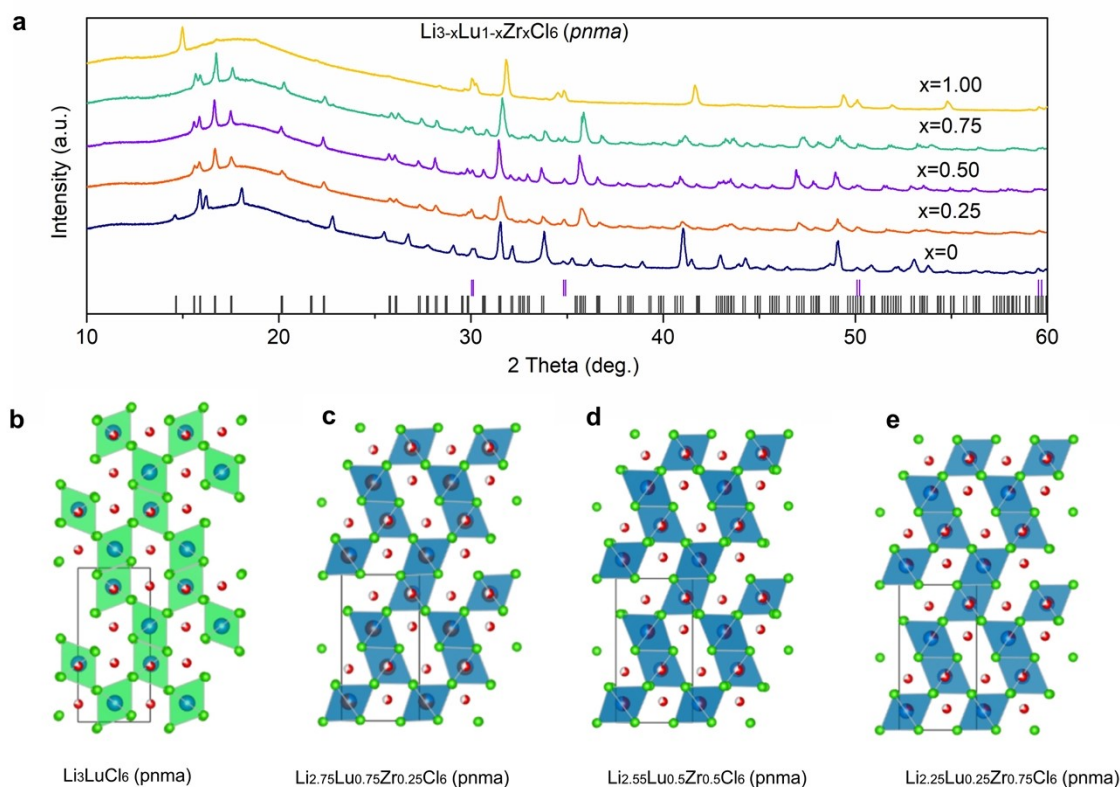 a
Li3-xLu1-xZrxCl6 (pnma)
x=1.00
x=0.75
x=0.50
x=0.25
x=0
Intensity (a.u.)
10 20 30 40 50 60
2 Theta (deg.)
b c d e
Li3LuCl6 (pnma) Li2.75Lu0.75Zr0.25Cl6 (pnma) Li2.55Lu0.5Zr0.5Cl6 (pnma) Li2.25Lu0.25Zr0.75Cl6 (pnma)